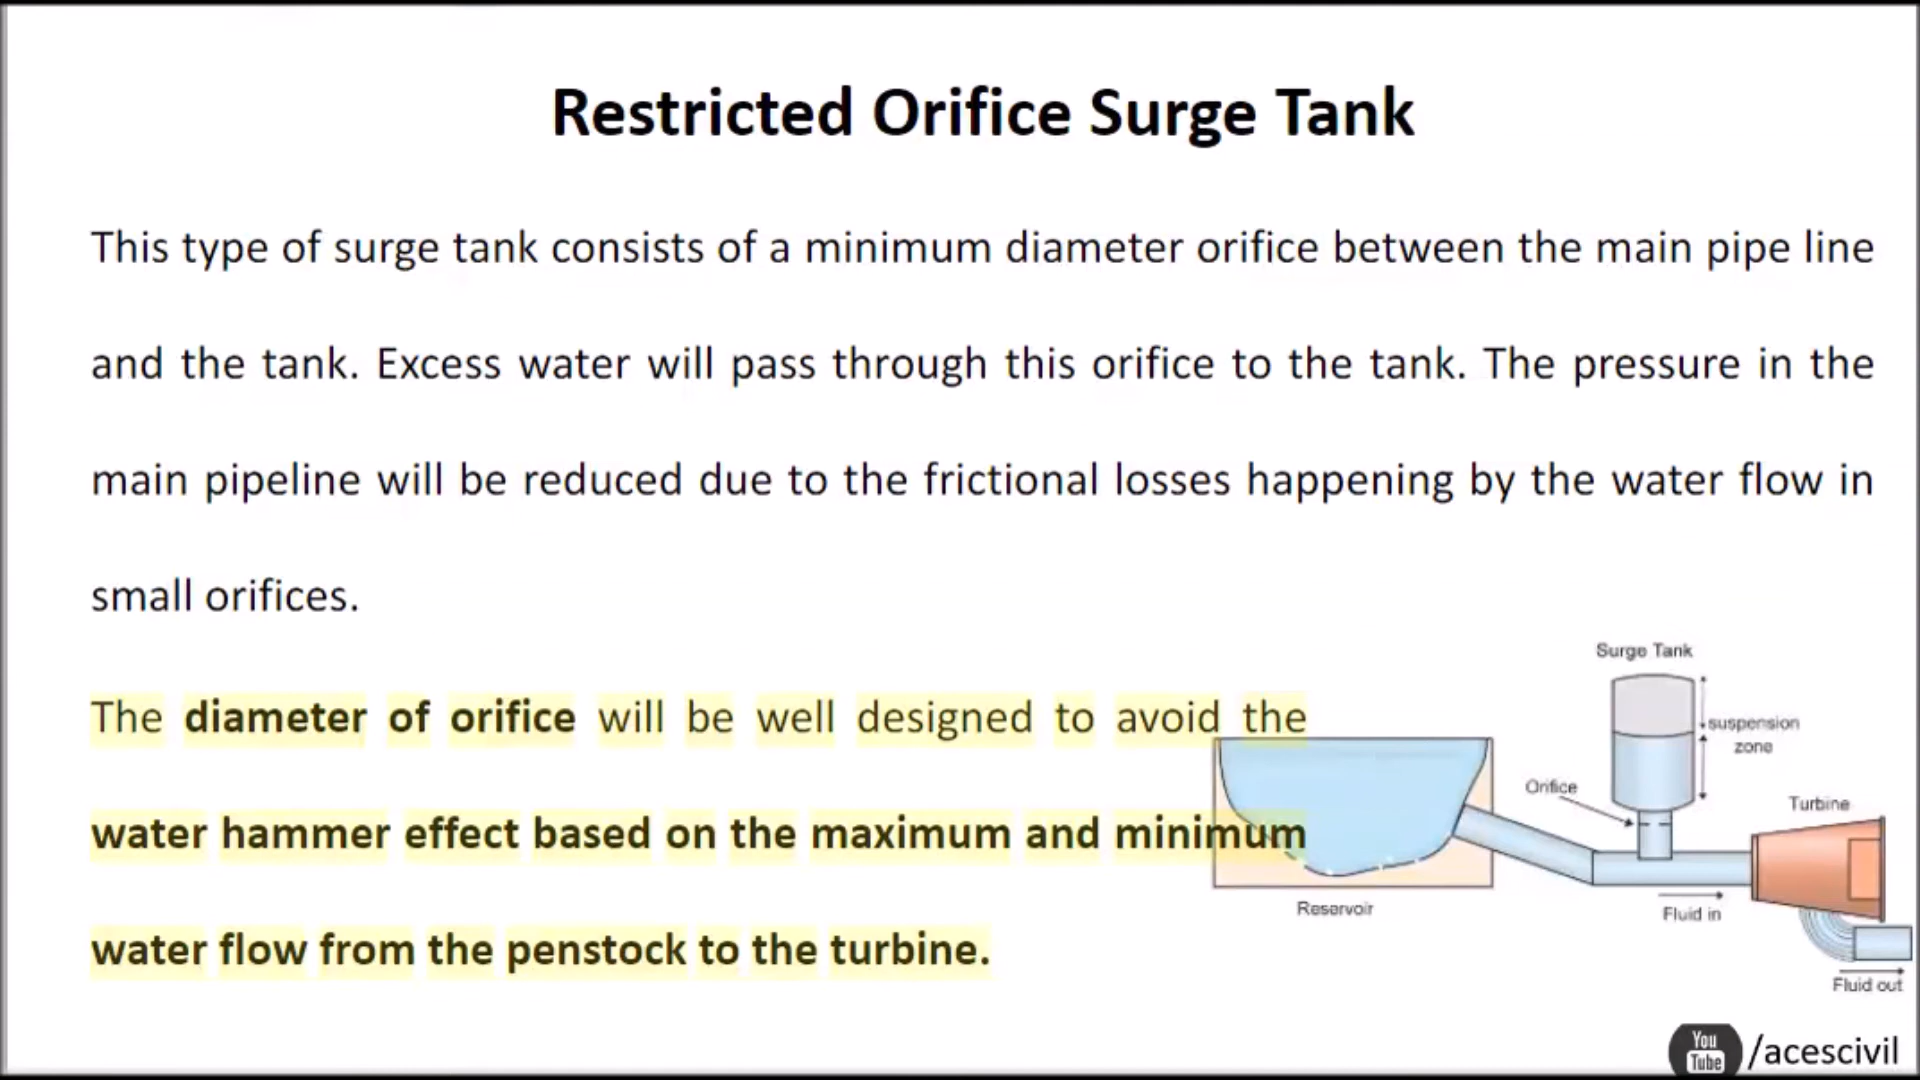 Restricted Orifice Surge Tank
This type of surge tank consists of a minimum diameter orifice between the main pipe line
and the tank. Excess water will pass through this orifice to the tank. The pressure in the
main pipeline will be reduced due to the frictional losses happening by the water flow in
small orifices.
The diameter of orifice will be well designed to avoid the
water hammer effect based on the maximum and minimum
water flow from the penstock to the turbine.
Surge Tank
suspension
zone
Orifice
Turbine
Reservoir
Fluid in
Fluid out
You
Tube
/acescivil